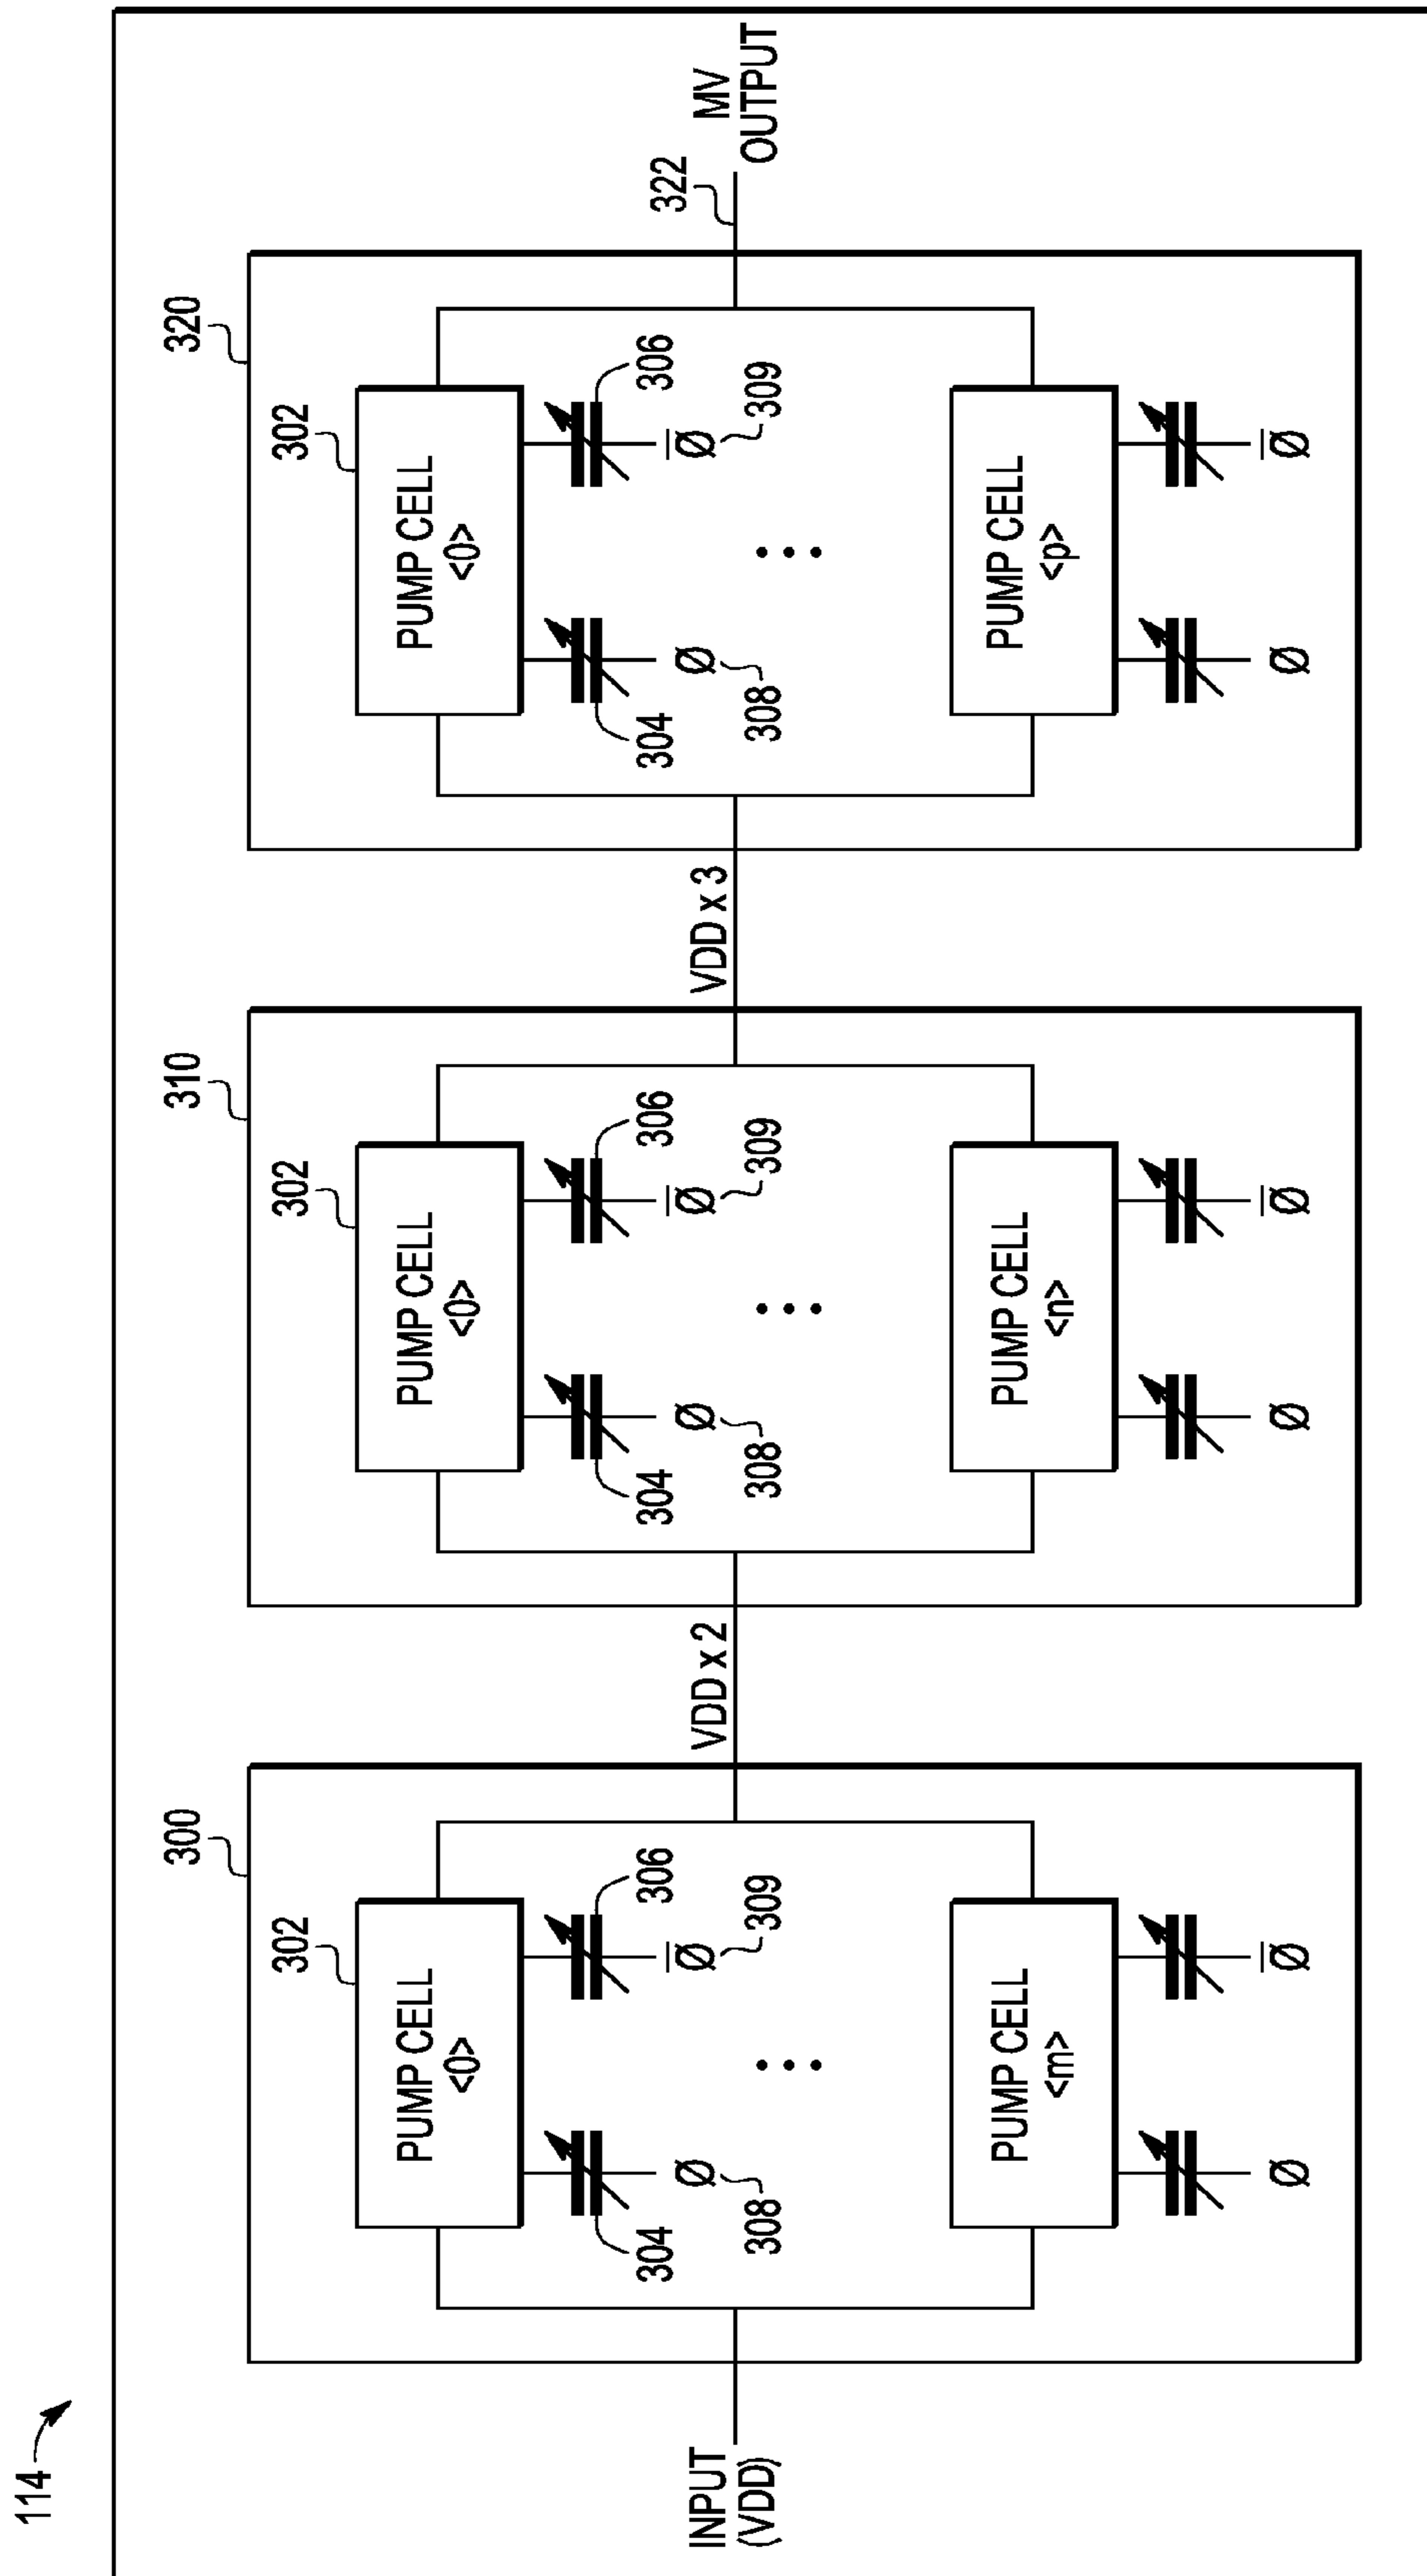 114
300
302
PUMP CELL
<0>
304
306
Ø
Ø
308
309
PUMP CELL
<m>
Ø
Ø
INPUT
(VDD)
VDD x 2
310
302
PUMP CELL
<0>
304
306
Ø
Ø
308
309
PUMP CELL
<n>
Ø
Ø
VDD x 3
320
302
PUMP CELL
<0>
304
306
Ø
Ø
308
309
PUMP CELL
<p>
Ø
Ø
322
MV
OUTPUT